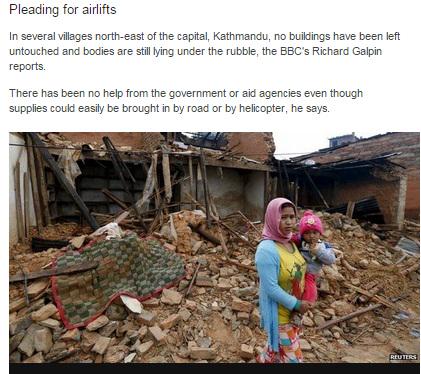 Pleading for airlifts
In several villages north-east of the capital, Kathmandu, no buildings have been left
untouched and bodies are still lying under the rubble, the BBC's Richard Galpin
reports.
There has been no help from the government or aid agencies even though
supplies could easily be brought in by road or by helicopter, he says.
REUTERS